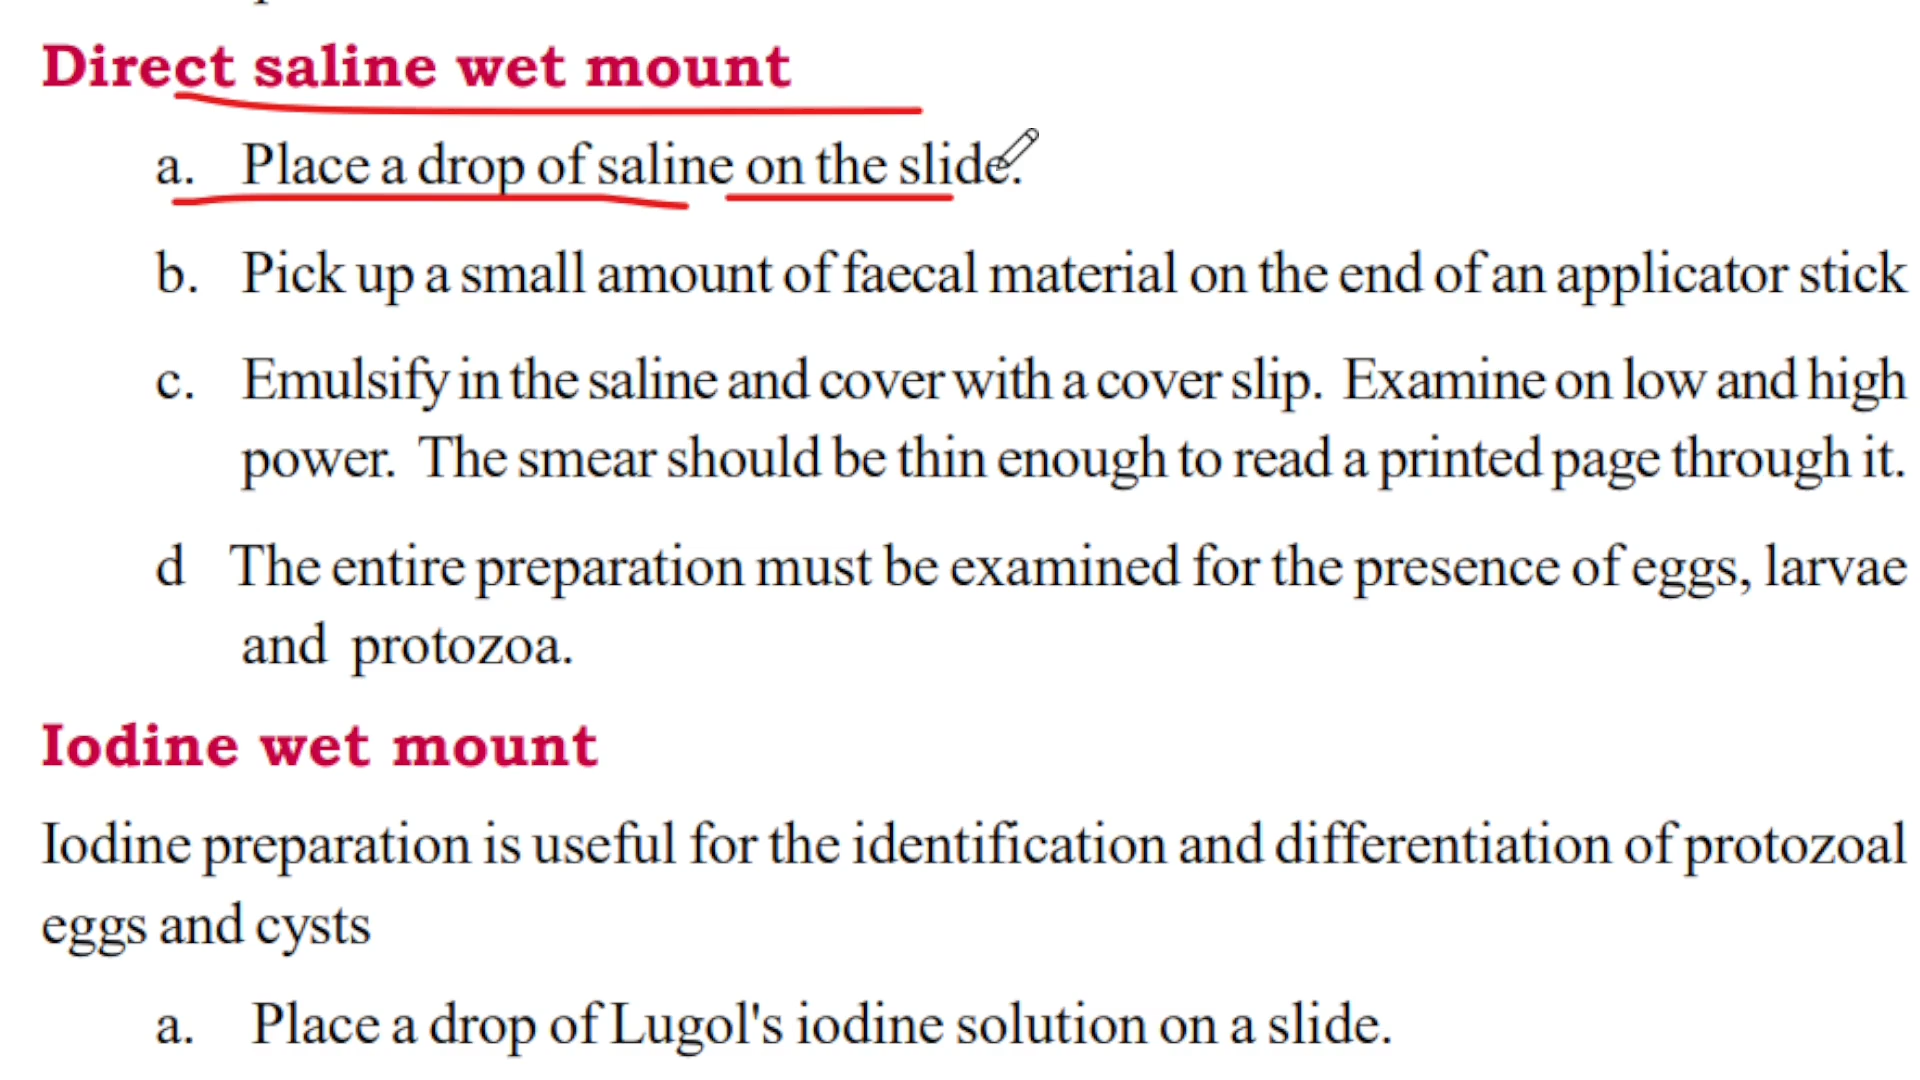 Direct saline wet mount
a. Place a drop of saline on the slide.
b. Pick up a small amount of faecal material on the end of an applicator stick
c. Emulsify in the saline and cover with a cover slip. Examine on low and high
power. The smear should be thin enough to read a printed page through it.
d The entire preparation must be examined for the presence of eggs, larvae
and protozoa.
Iodine wet mount
Iodine preparation is useful for the identification and differentiation of protozoal
eggs and cysts
a. Place a drop of Lugol's iodine solution on a slide.